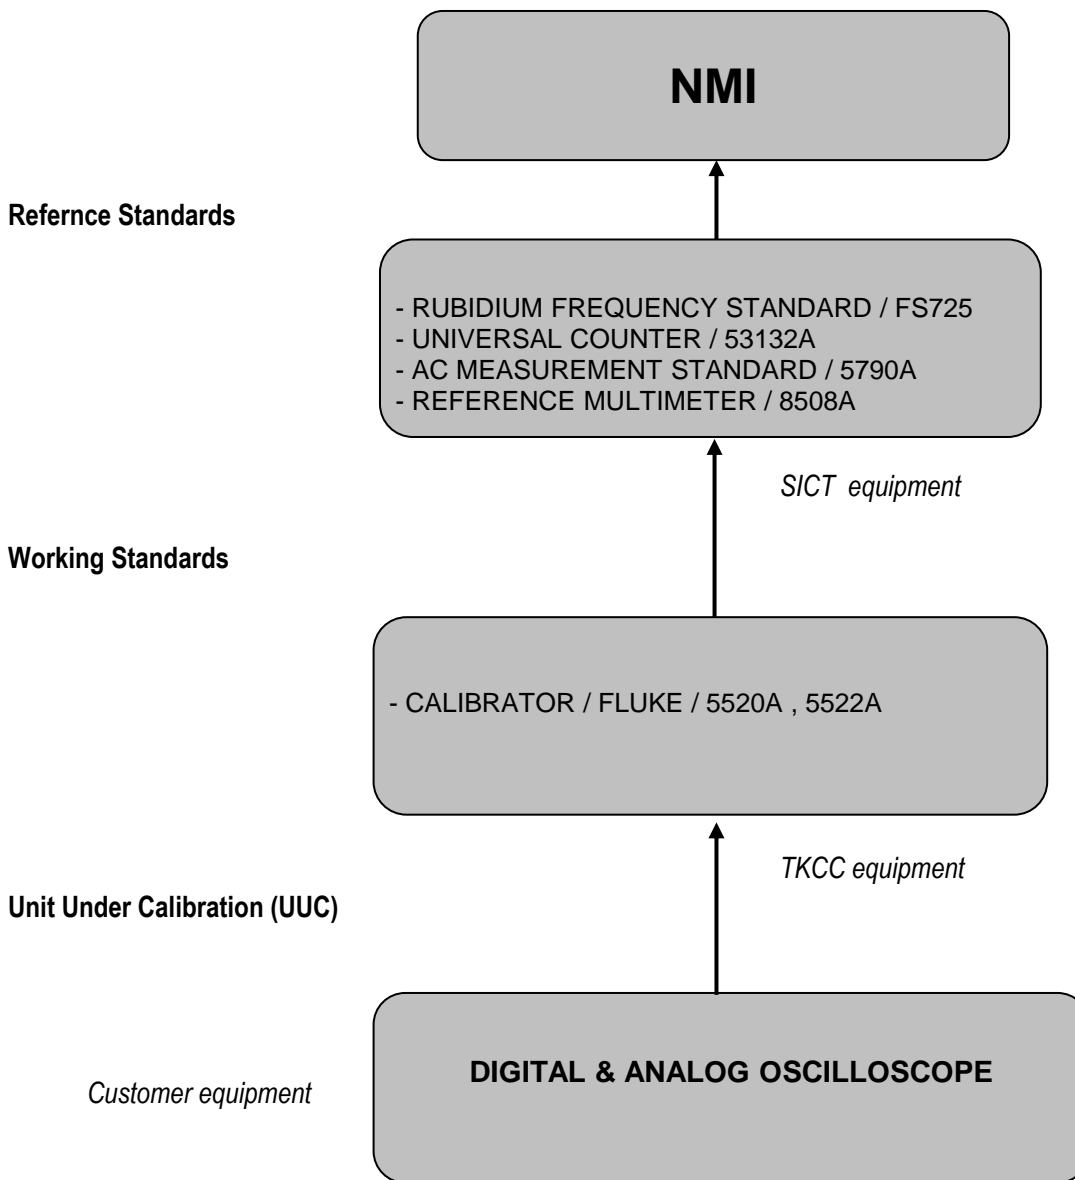 NMI
Refernce Standards
- RUBIDIUM FREQUENCY STANDARD / FS725
- UNIVERSAL COUNTER / 53132A
- AC MEASUREMENT STANDARD / 5790A
- REFERENCE MULTIMETER / 8508A
SICT equipment
Working Standards
- CALIBRATOR / FLUKE / 5520A , 5522A
TKCC equipment
Unit Under Calibration (UUC)
DIGITAL & ANALOG OSCILLOSCOPE
Customer equipment